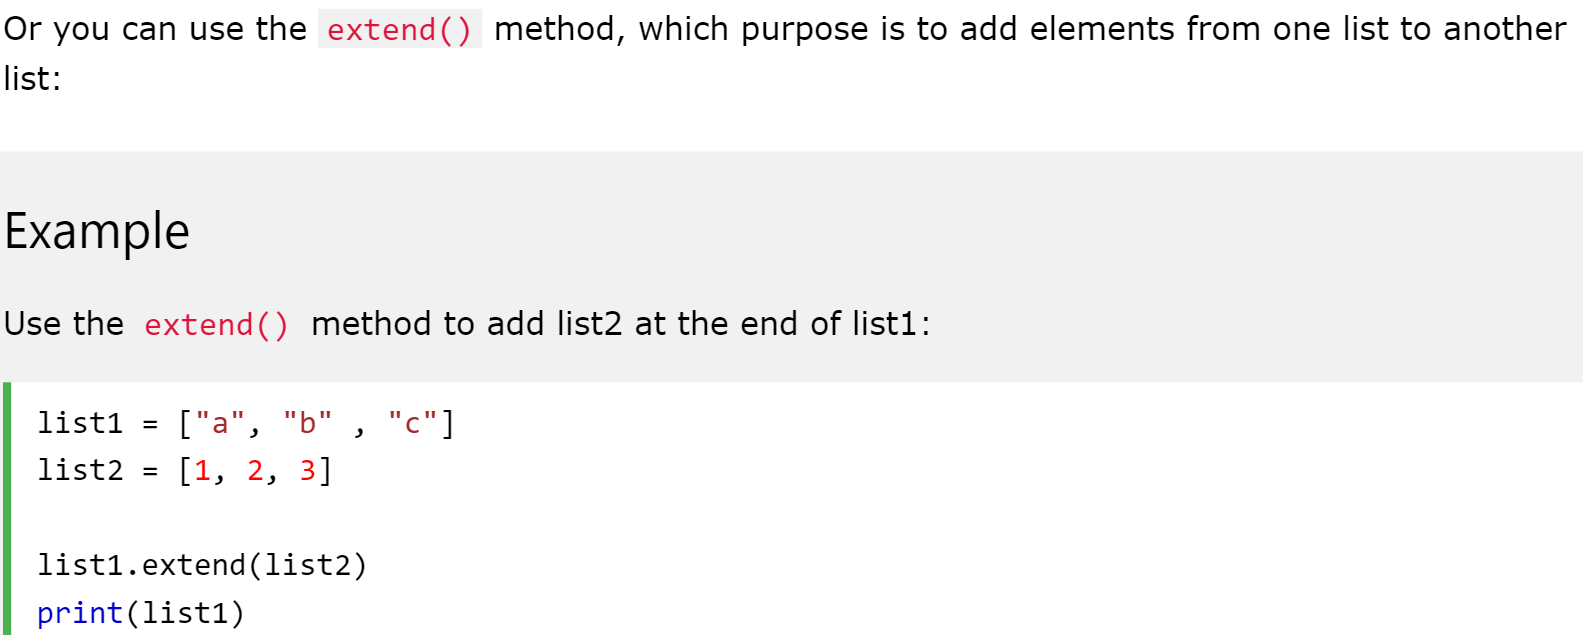 Or you can use the extend() method, which purpose is to add elements from one list to another
list:
Example
Use the extend() method to add list2 at the end of list1:
list1 = ["a", "b" , "c"]
list2 = [1, 2, 3]
list1.extend(list2)
print(list1)